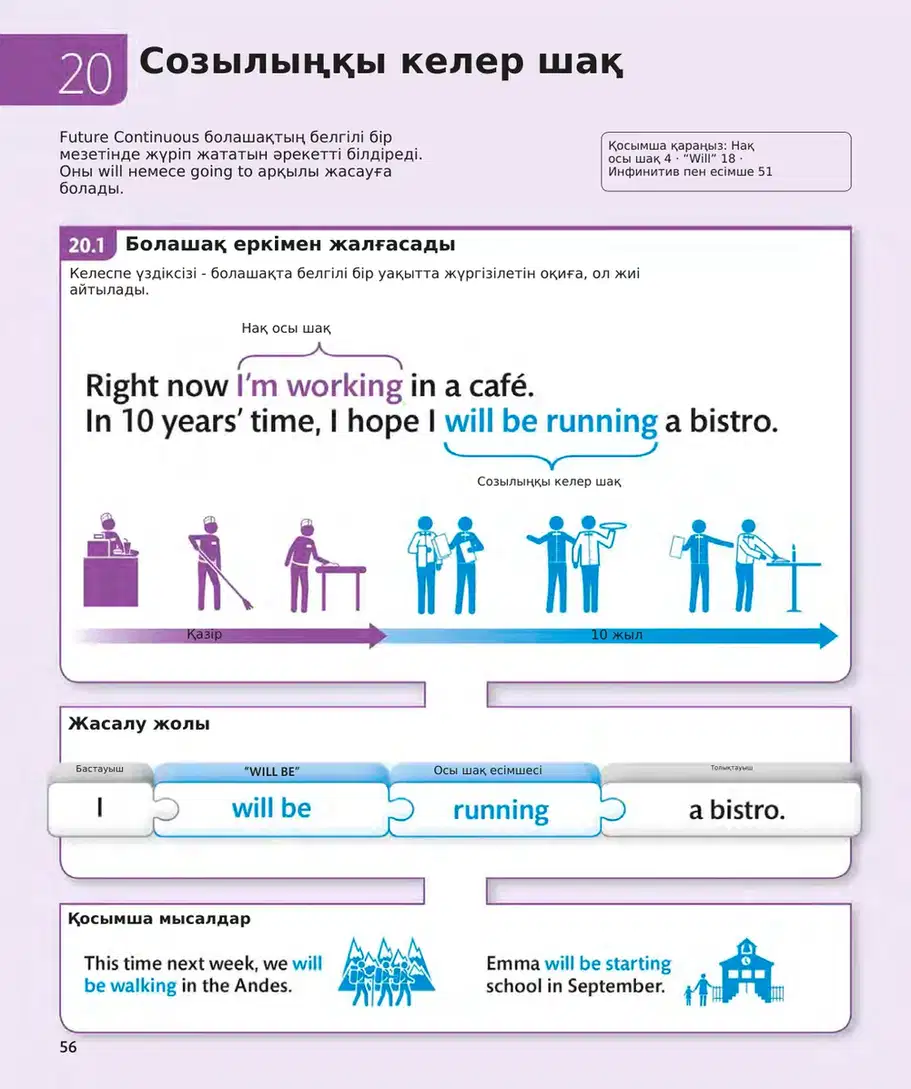 20
Созылыңқы келер шақ
Future Continuous болашақтың белгілі бір
мезетінде жүріп жататын әрекетті білдіреді.
Оны will немесе going to арқылы жасауға
болады.
Қосымша қараңыз: Нақ
осы шақ 4 · “Will” 18 ·
Инфинитив пен есімше 51
20.1 Болашақ еркімен жалғасады
Келеспе үздіксізі - болашақта белгілі бір уақытта жүргізілетін оқиға, ол жиі
айтылады.
Нақ осы шақ
Right now I’m working in a café.
In 10 years’ time, I hope I will be running a bistro.
Созылыңқы келер шақ
Қазір
10 жыл
Жасалу жолы
Бастауыш
“WILL BE”
Осы шақ есімшесі
Толықтауыш
I
will be
running
a bistro.
Қосымша мысалдар
This time next week, we will
be walking in the Andes.
Emma will be starting
school in September.
56